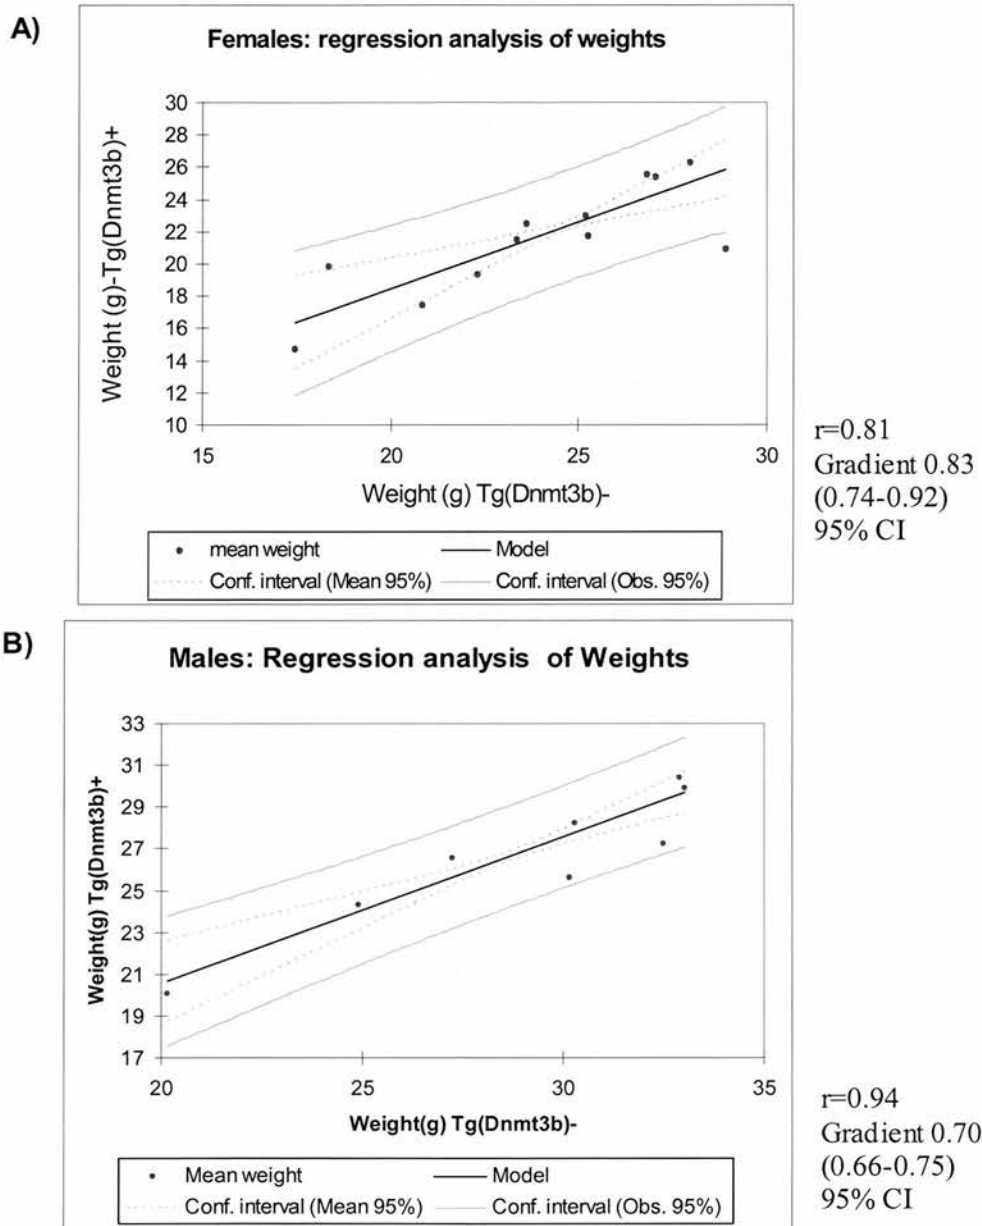 A)
Females: regression analysis of weights
Weight (g)-Tg(Dnmt3b)+
30
28
26
24
22
20
18
16
14
12
10
15 20 25 30
Weight (g) Tg(Dnmt3b)-
mean weight Model
Conf. interval (Mean 95%) Conf. interval (Obs. 95%)
r=0.81
Gradient 0.83
(0.74-0.92)
95% CI
B)
Males: Regression analysis of Weights
Weight(g) Tg(Dnmt3b)+
33
31
29
27
25
23
21
19
17
20 25 30 35
Weight(g) Tg(Dnmt3b)-
Mean weight Model
Conf. interval (Mean 95%) Conf. interval (Obs. 95%)
r=0.94
Gradient 0.70
(0.66-0.75)
95% CI